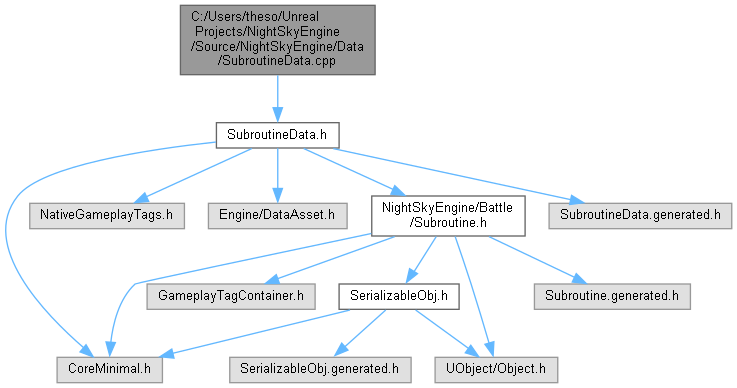 C:/Users/theso/Unreal
Projects/NightSkyEngine
/Source/NightSkyEngine/Data
/SubroutineData.cpp
SubroutineData.h
NativeGameplayTags.h
Engine/DataAsset.h
NightSkyEngine/Battle
/Subroutine.h
SubroutineData.generated.h
GameplayTagContainer.h
SerializableObj.h
Subroutine.generated.h
CoreMinimal.h
SerializableObj.generated.h
UObject/Object.h